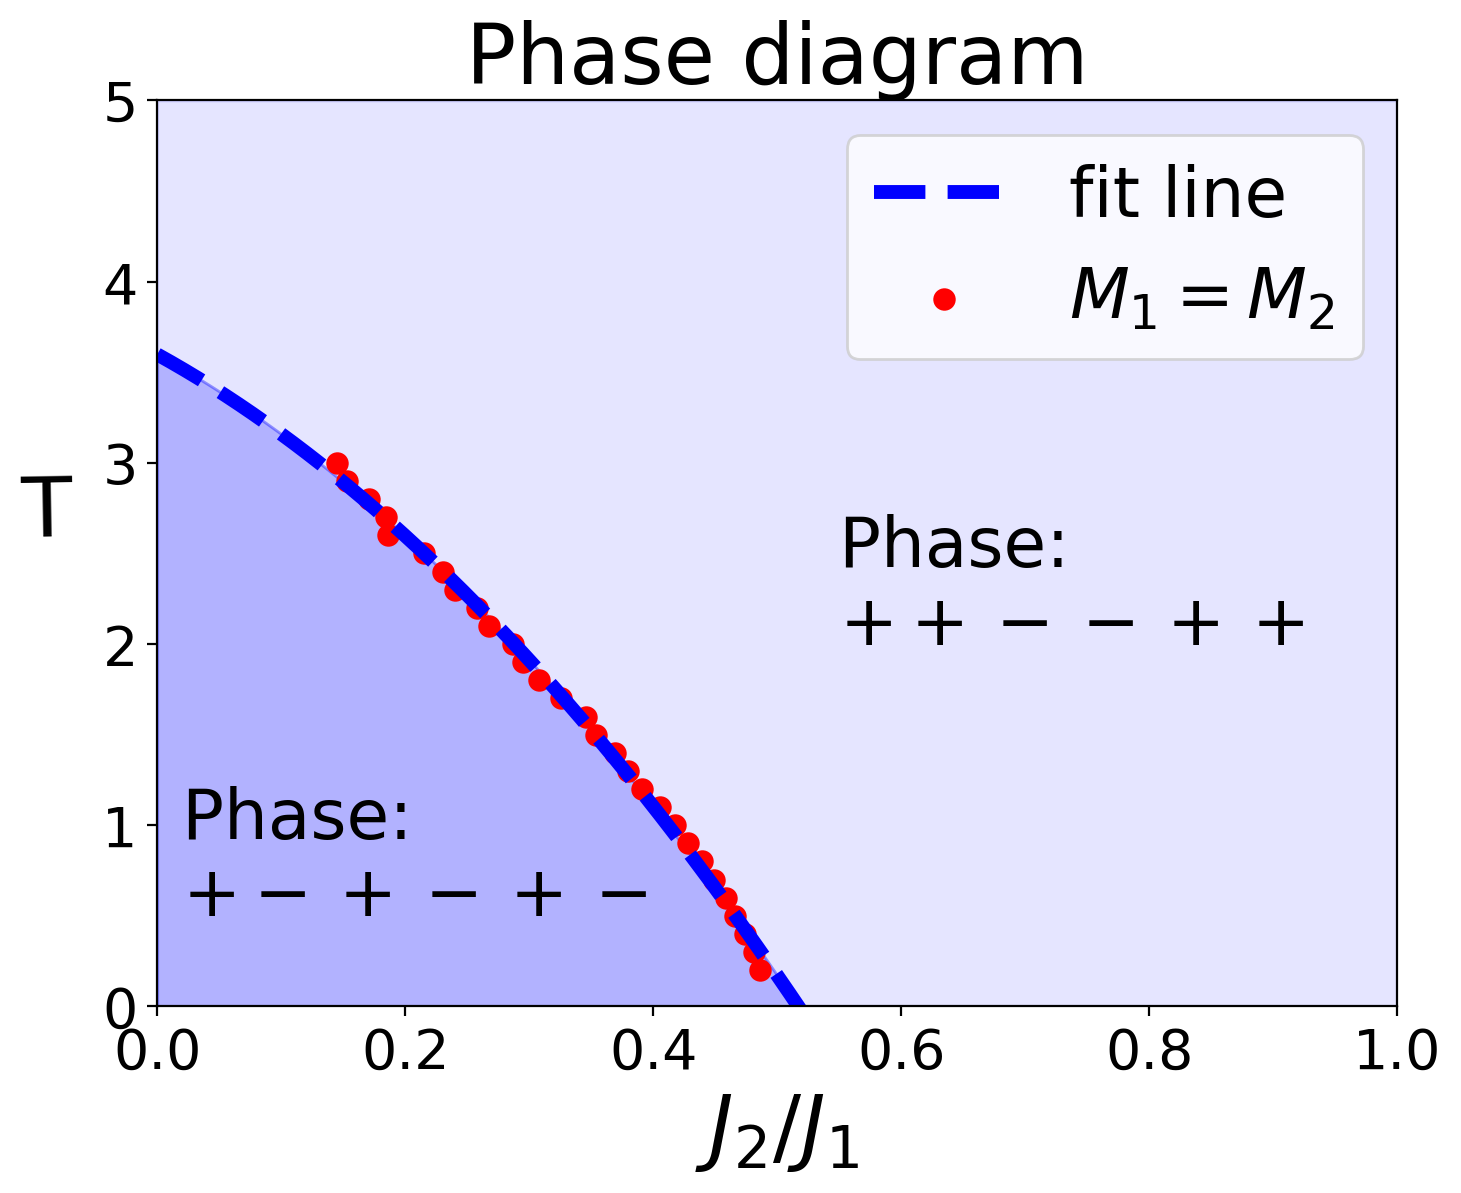 Phase diagram
5
4
3
2
1
0
T
fit line
M₁ = M₂
Phase:
+ + − − + +
Phase:
+ − + − + −
0.0 0.2 0.4 0.6 0.8 1.0
J₂/J₁